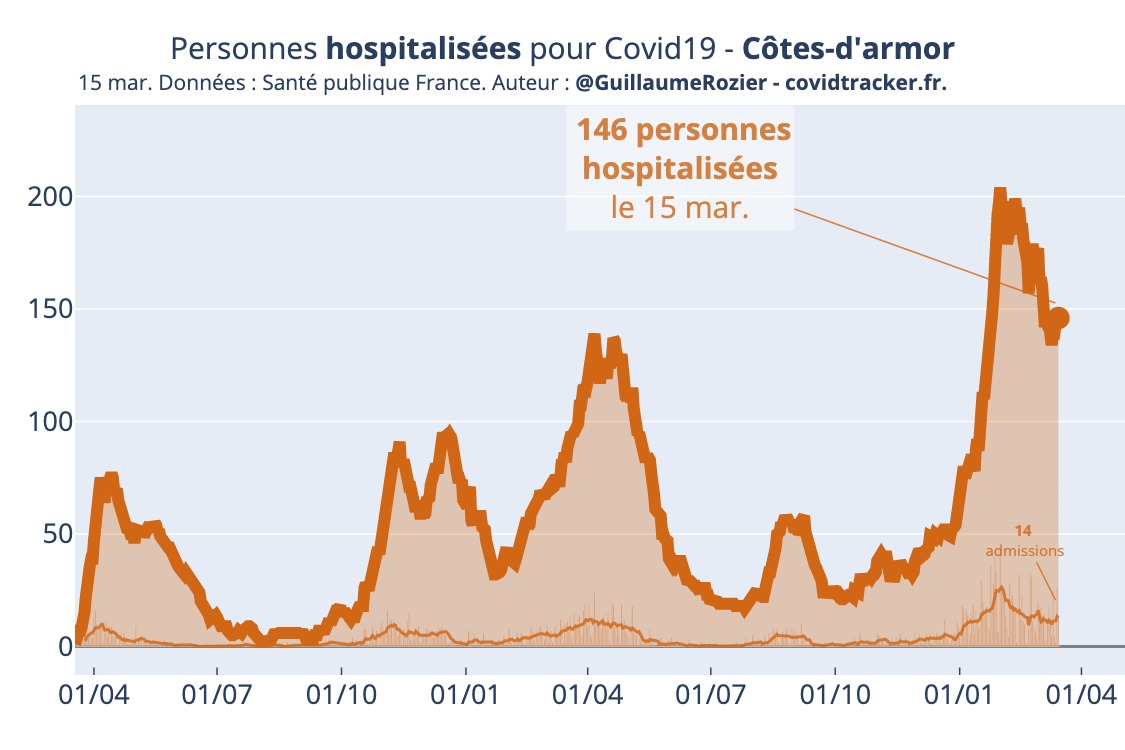 Personnes hospitalisées pour Covid19 - Côtes-d'armor
15 mar. Données : Santé publique France. Auteur : @GuillaumeRozier - covidtracker.fr.
146 personnes
hospitalisées
le 15 mar.
200
150
100
50
0
14
admissions
01/04 01/07 01/10 01/01 01/04 01/07 01/10 01/01 01/04